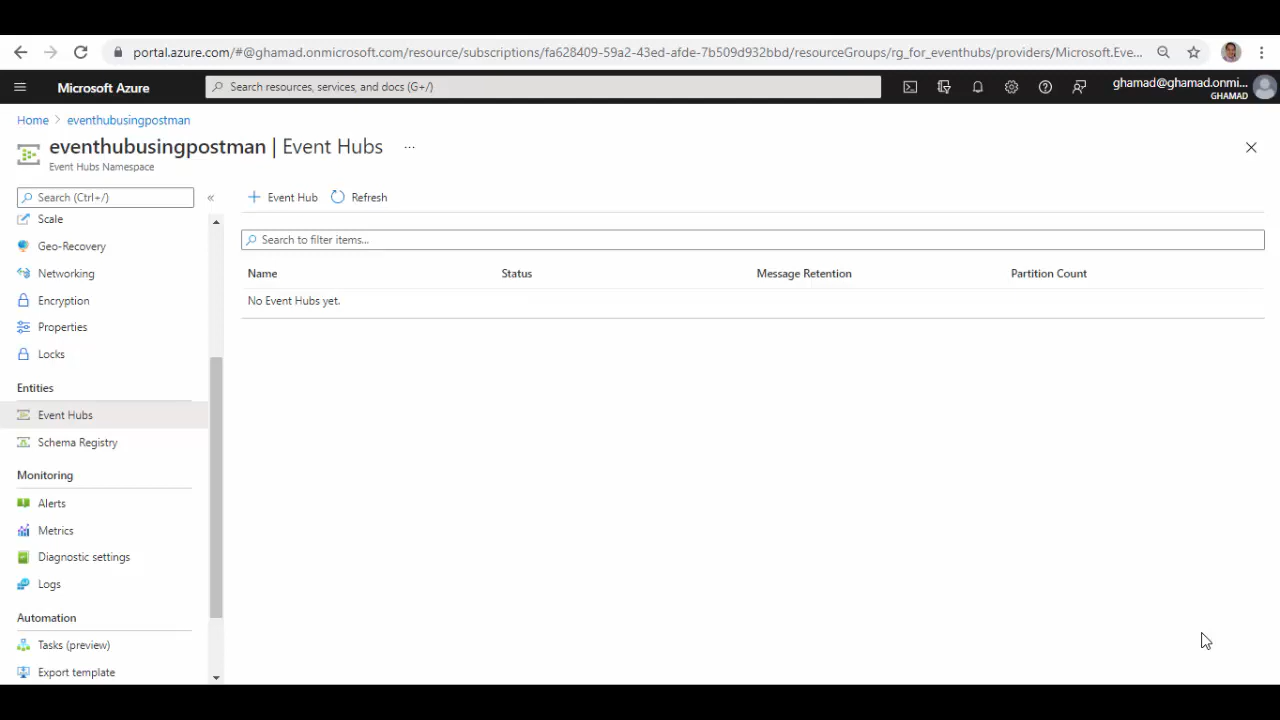 portal.azure.com/#@ghamad.onmicrosoft.com/resource/subscriptions/fa628409-59a2-43ed-afde-7b509d932bbd/resourceGroups/rg_for_eventhubs/providers/Microsoft.Eve...
Microsoft Azure
Search resources, services, and docs (G+/)
ghamad@ghamad.onmi...
GHAMAD
Home > eventhubusingpostman
eventhubusingpostman | Event Hubs ...
Event Hubs Namespace
Search (Ctrl+/)
«
+ Event Hub
Refresh
Scale
Geo-Recovery
Networking
Encryption
Properties
Locks
Entities
Event Hubs
Schema Registry
Monitoring
Alerts
Metrics
Diagnostic settings
Logs
Automation
Tasks (preview)
Export template
Search to filter items...
Name Status Message Retention Partition Count
No Event Hubs yet.